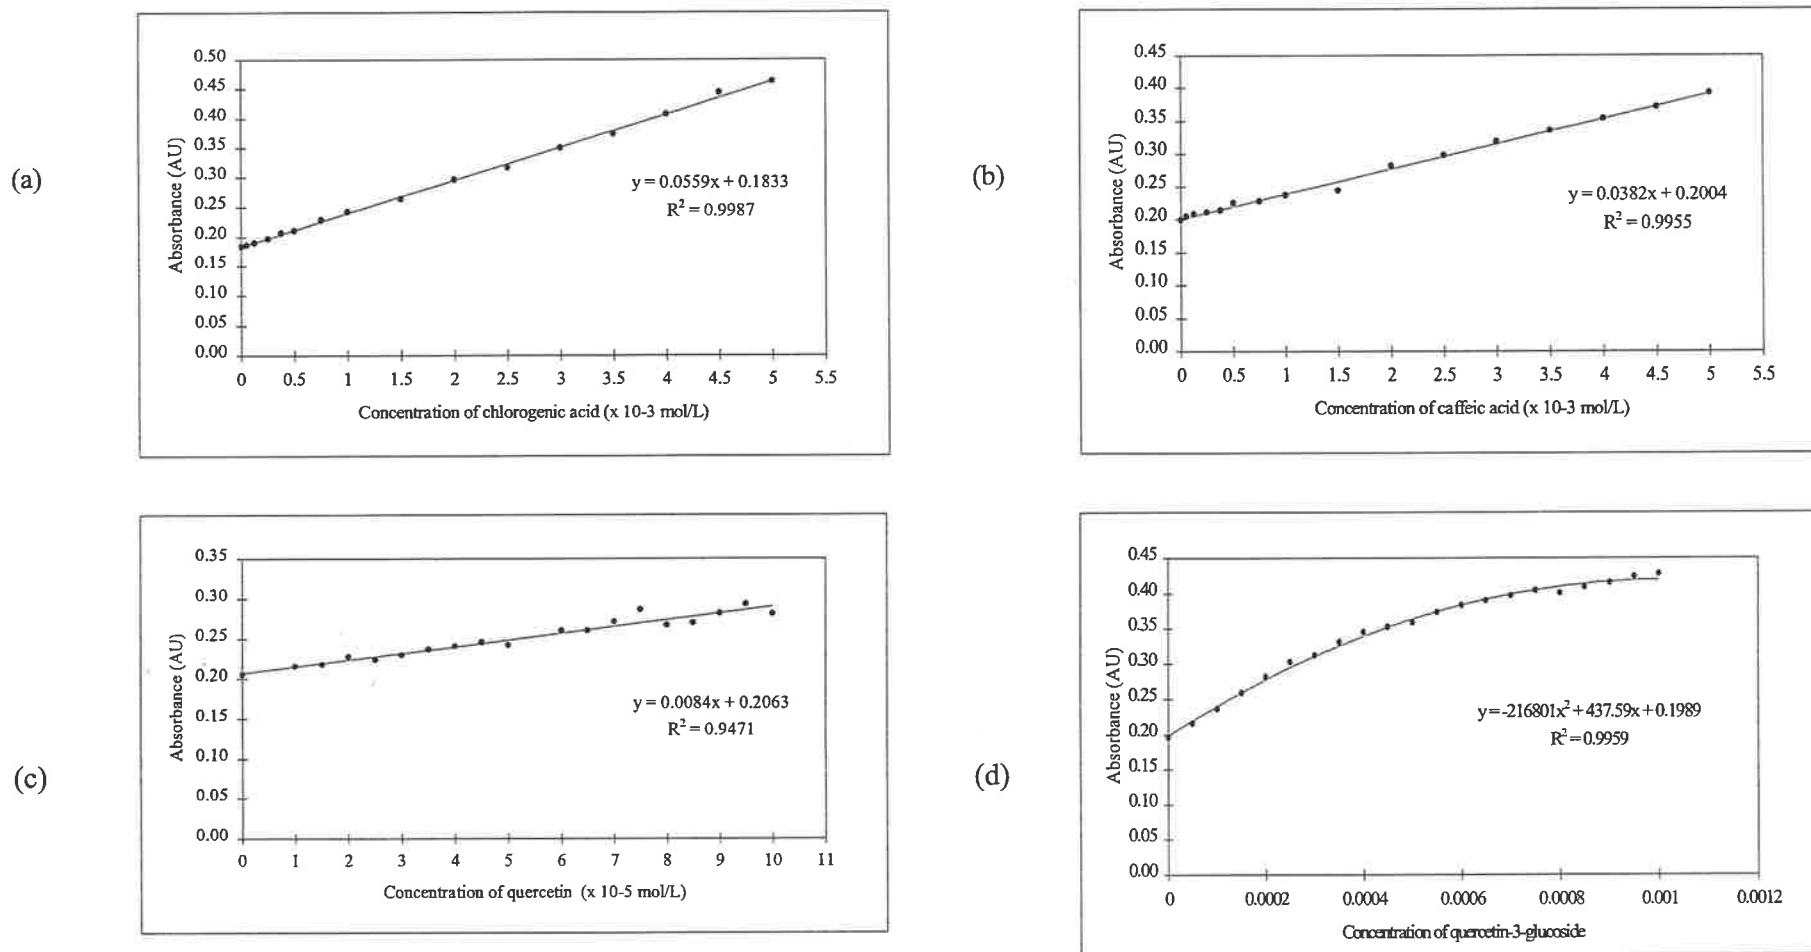 (a)
0.50
0.45
0.40
0.35
0.30
0.25
0.20
0.15
0.10
0.05
0.00
Absorbance (AU)
y = 0.0559x + 0.1833
R² = 0.9987
0 0.5 1 1.5 2 2.5 3 3.5 4 4.5 5 5.5
Concentration of chlorogenic acid (x 10-3 mol/L)
(b)
0.45
0.40
0.35
0.30
0.25
0.20
0.15
0.10
0.05
0.00
Absorbance (AU)
y = 0.0382x + 0.2004
R² = 0.9955
0 0.5 1 1.5 2 2.5 3 3.5 4 4.5 5 5.5
Concentration of caffeic acid (x 10-3 mol/L)
(c)
0.35
0.30
0.25
0.20
0.15
0.10
0.05
0.00
Absorbance (AU)
y = 0.0084x + 0.2063
R² = 0.9471
0 1 2 3 4 5 6 7 8 9 10 11
Concentration of quercetin (x 10-5 mol/L)
(d)
0.45
0.40
0.35
0.30
0.25
0.20
0.15
0.10
0.05
0.00
Absorbance (AU)
y = -216801x² + 437.59x + 0.1989
R² = 0.9959
0 0.0002 0.0004 0.0006 0.0008 0.001 0.0012
Concentration of quercetin-3-glucoside